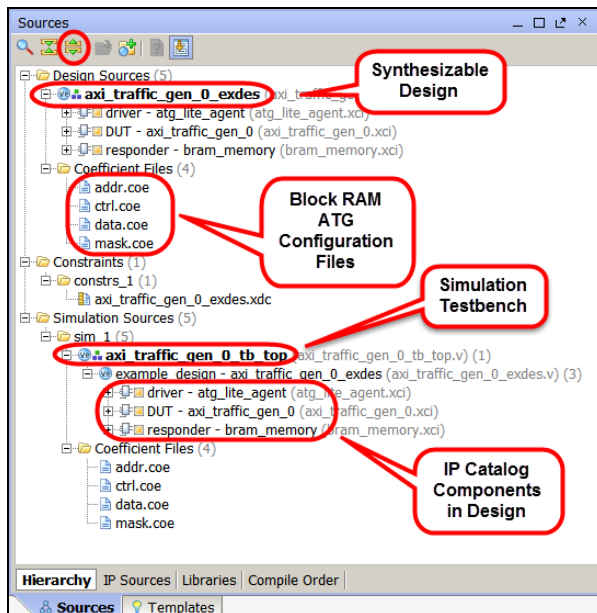 Sources
Design Sources (5)
axi_traffic_gen_0_exdes (axi_traffic_ge
driver - atg_lite_agent (atg_lite_agent.xci)
DUT - axi_traffic_gen_0 (axi_traffic_gen_0.xci)
responder - bram_memory (bram_memory.xci)
Synthesizable
Design
Coefficient Files (4)
addr.coe
ctrl.coe
data.coe
mask.coe
Block RAM
ATG
Configuration
Files
Constraints (1)
constrs_1 (1)
axi_traffic_gen_0_exdes.xdc
Simulation
Testbench
Simulation Sources (5)
sim_1 (5)
axi_traffic_gen_0_tb_top (axi_traffic_gen_0_tb_top.v) (1)
example_design - axi_traffic_gen_0_exdes (axi_traffic_gen_0_exdes.v) (3)
driver - atg_lite_agent (atg_lite_agent.xci)
DUT - axi_traffic_gen_0 (axi_traffic_gen_0.xci)
responder - bram_memory (bram_memory.xci)
IP Catalog
Components
in Design
Coefficient Files (4)
addr.coe
ctrl.coe
data.coe
mask.coe
Hierarchy IP Sources Libraries Compile Order
Sources Templates